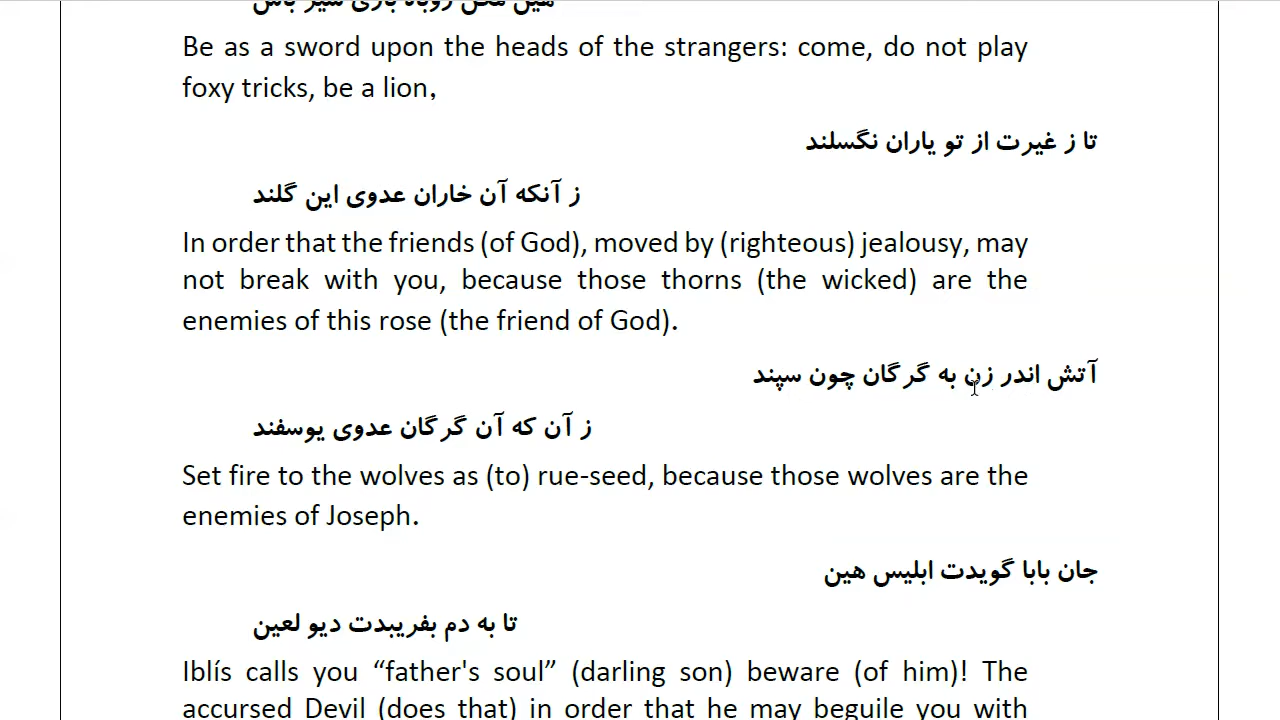 هین مکن روباه بازی شیر باش
Be as a sword upon the heads of the strangers: come, do not play
foxy tricks, be a lion,
تا ز غیرت از تو یاران نگسلند
ز آنکه آن خاران عدوی این گلند
In order that the friends (of God), moved by (righteous) jealousy, may
not break with you, because those thorns (the wicked) are the
enemies of this rose (the friend of God).
آتش اندر زن به گرگان چون سپند
ز آن که آن گرگان عدوی یوسفند
Set fire to the wolves as (to) rue-seed, because those wolves are the
enemies of Joseph.
جان بابا گویدت ابلیس هین
تا به دم بفریبدت دیو لعین
Iblís calls you “father's soul” (darling son) beware (of him)! The
accursed Devil (does that) in order that he may beguile you with